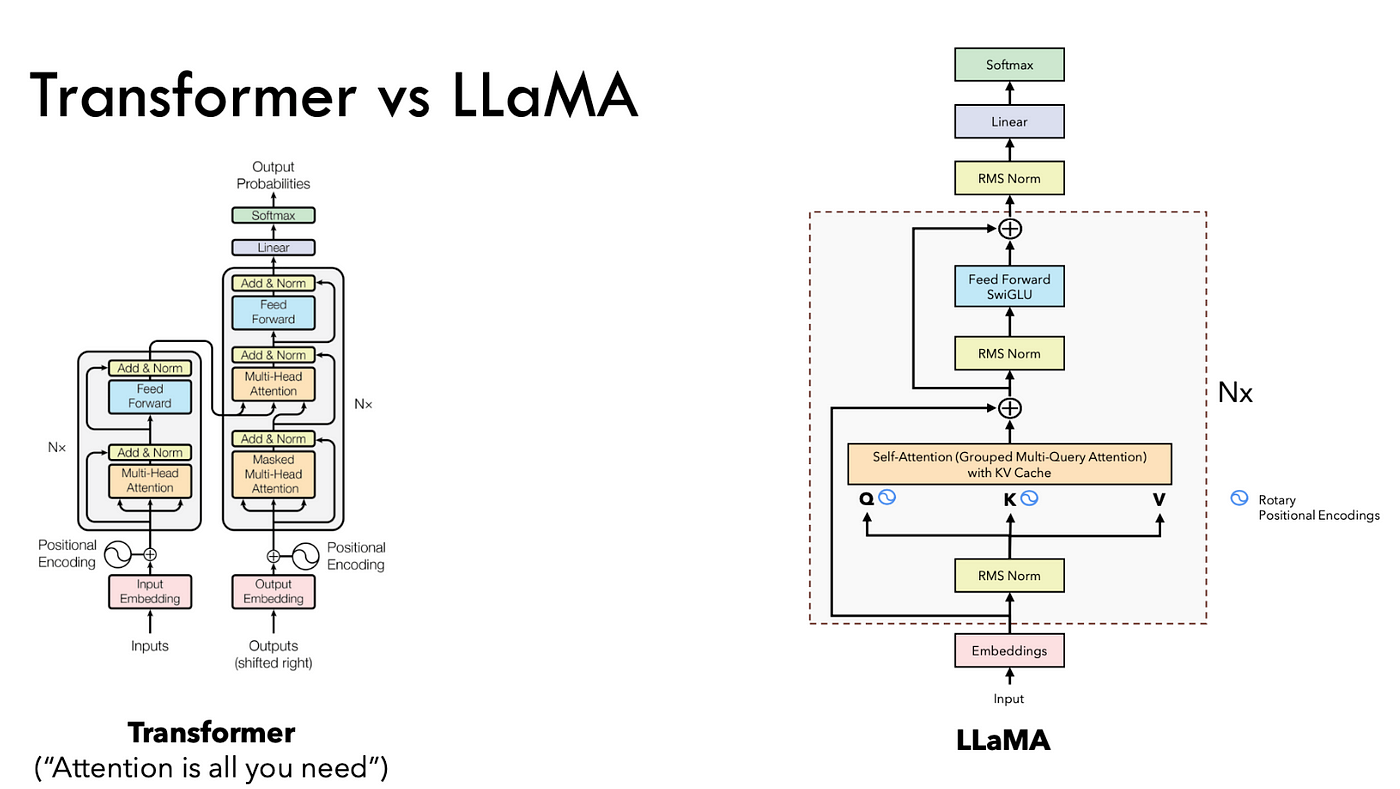 Transformer vs LLaMA
Output
Probabilities
Softmax
Linear
Add & Norm
Feed
Forward
Add & Norm
Multi-Head
Attention
Add & Norm
Masked
Multi-Head
Attention
N×
Positional
Encoding
Output
Embedding
Outputs
(shifted right)
Add & Norm
Feed
Forward
Add & Norm
Multi-Head
Attention
N×
Positional
Encoding
Input
Embedding
Inputs
Transformer
(“Attention is all you need”)
Softmax
Linear
RMS Norm
Feed Forward
SwiGLU
RMS Norm
Nx
Self-Attention (Grouped Multi-Query Attention)
with KV Cache
Q
K
V
Rotary
Positional Encodings
RMS Norm
Embeddings
Input
LLaMA